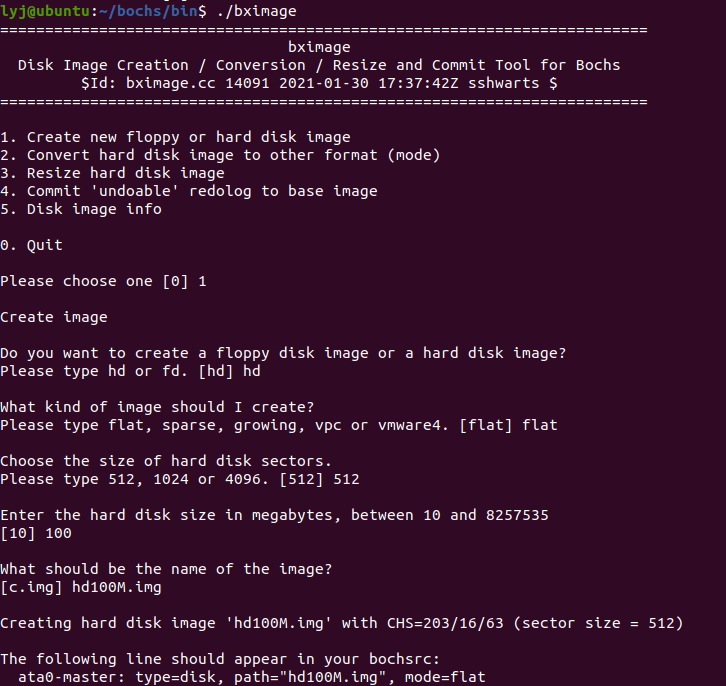 lyj@ubuntu:~/bochs/bin$ ./bximage
========================================================================
bximage
Disk Image Creation / Conversion / Resize and Commit Tool for Bochs
$Id: bximage.cc 14091 2021-01-30 17:37:42Z sshwarts $
========================================================================
1. Create new floppy or hard disk image
2. Convert hard disk image to other format (mode)
3. Resize hard disk image
4. Commit 'undoable' redolog to base image
5. Disk image info
0. Quit
Please choose one [0] 1
Create image
Do you want to create a floppy disk image or a hard disk image?
Please type hd or fd. [hd] hd
What kind of image should I create?
Please type flat, sparse, growing, vpc or vmware4. [flat] flat
Choose the size of hard disk sectors.
Please type 512, 1024 or 4096. [512] 512
Enter the hard disk size in megabytes, between 10 and 8257535
[10] 100
What should be the name of the image?
[c.img] hd100M.img
Creating hard disk image 'hd100M.img' with CHS=203/16/63 (sector size = 512)
The following line should appear in your bochsrc:
ata0-master: type=disk, path="hd100M.img", mode=flat